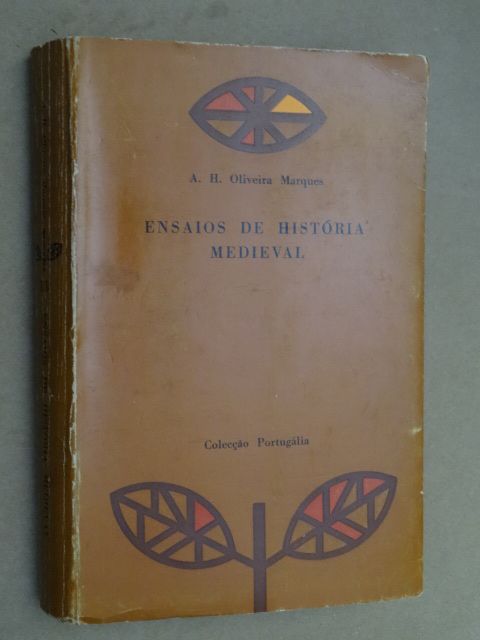 A. H. Oliveira Marques
ENSAIOS DE HISTÓRIA
MEDIEVAL
Colecção Portugália